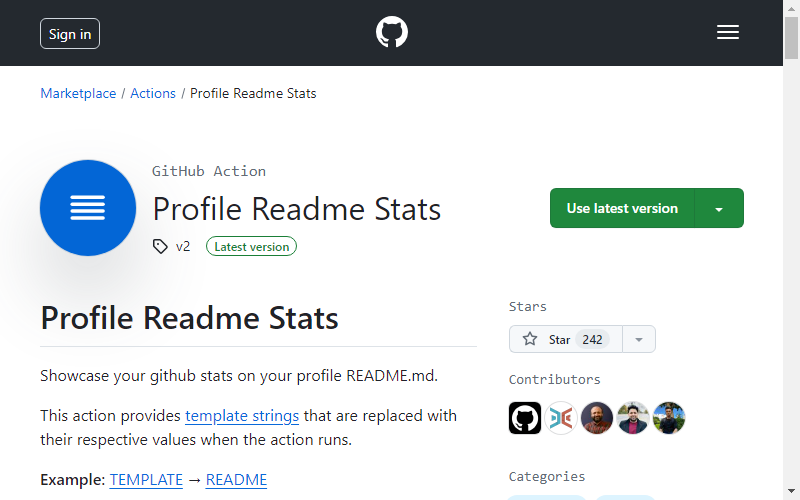 Sign in
Marketplace / Actions / Profile Readme Stats
GitHub Action
Profile Readme Stats
v2 Latest version
Use latest version
Profile Readme Stats
Showcase your github stats on your profile README.md.
This action provides template strings that are replaced with
their respective values when the action runs.
Example: TEMPLATE → README
Stars
Star 242
Contributors
Categories